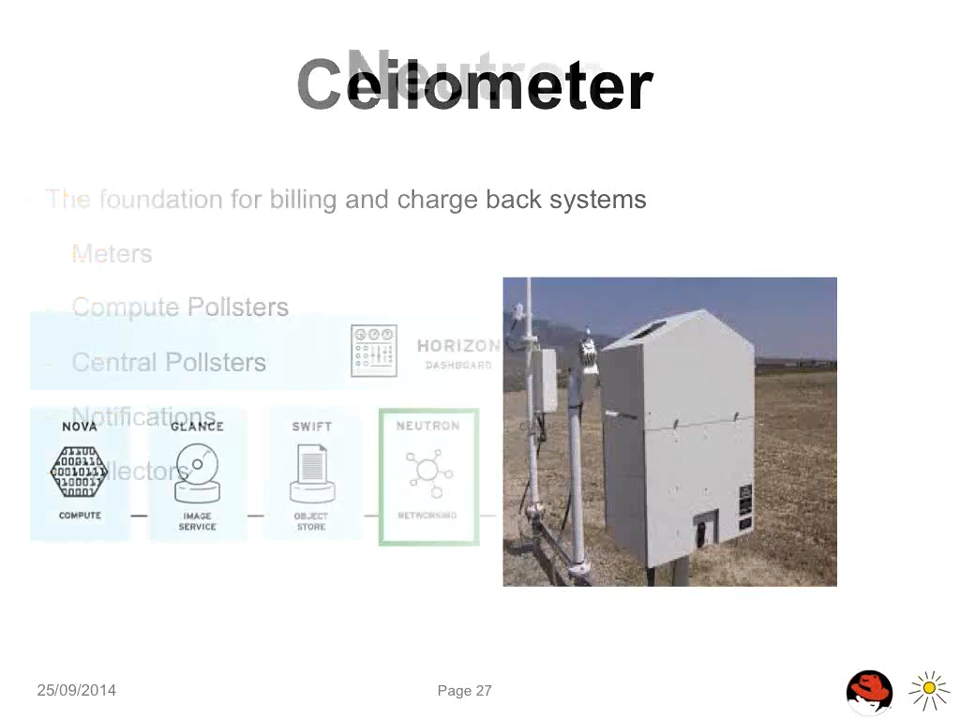 Neutron
Ceilometer
The foundation for billing and charge back systems
Meters
Compute Pollsters
HORIZON
DASHBOARD
Central Pollsters
Notifications
NOVA
GLANCE
SWIFT
NEUTRON
Collectors
COMPUTE
IMAGE
SERVICE
OBJECT
STORE
NETWORKING
25/09/2014
Page 27